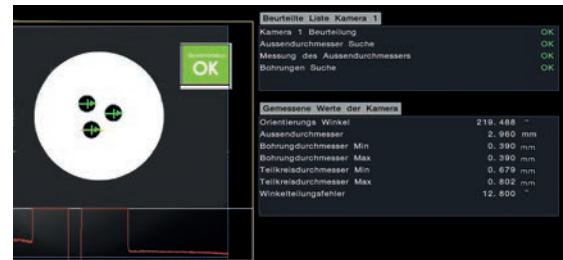 OK
Beurteilte Liste Kamera 1
Kamera 1 Beurteilung OK
Aussendurchmesser Suche OK
Messung des Aussendurchmessers OK
Bohrungen Suche OK
Gemessene Werte der Kamera
Orientierungs Winkel 219.488 °
Aussendurchmesser 2.960 mm
Bohrungdurchmesser Min 0.390 mm
Bohrungdurchmesser Max 0.390 mm
Teilkreisdurchmesser Min 0.679 mm
Teilkreisdurchmesser Max 0.802 mm
Winkelteilungsfehler 12.800 °